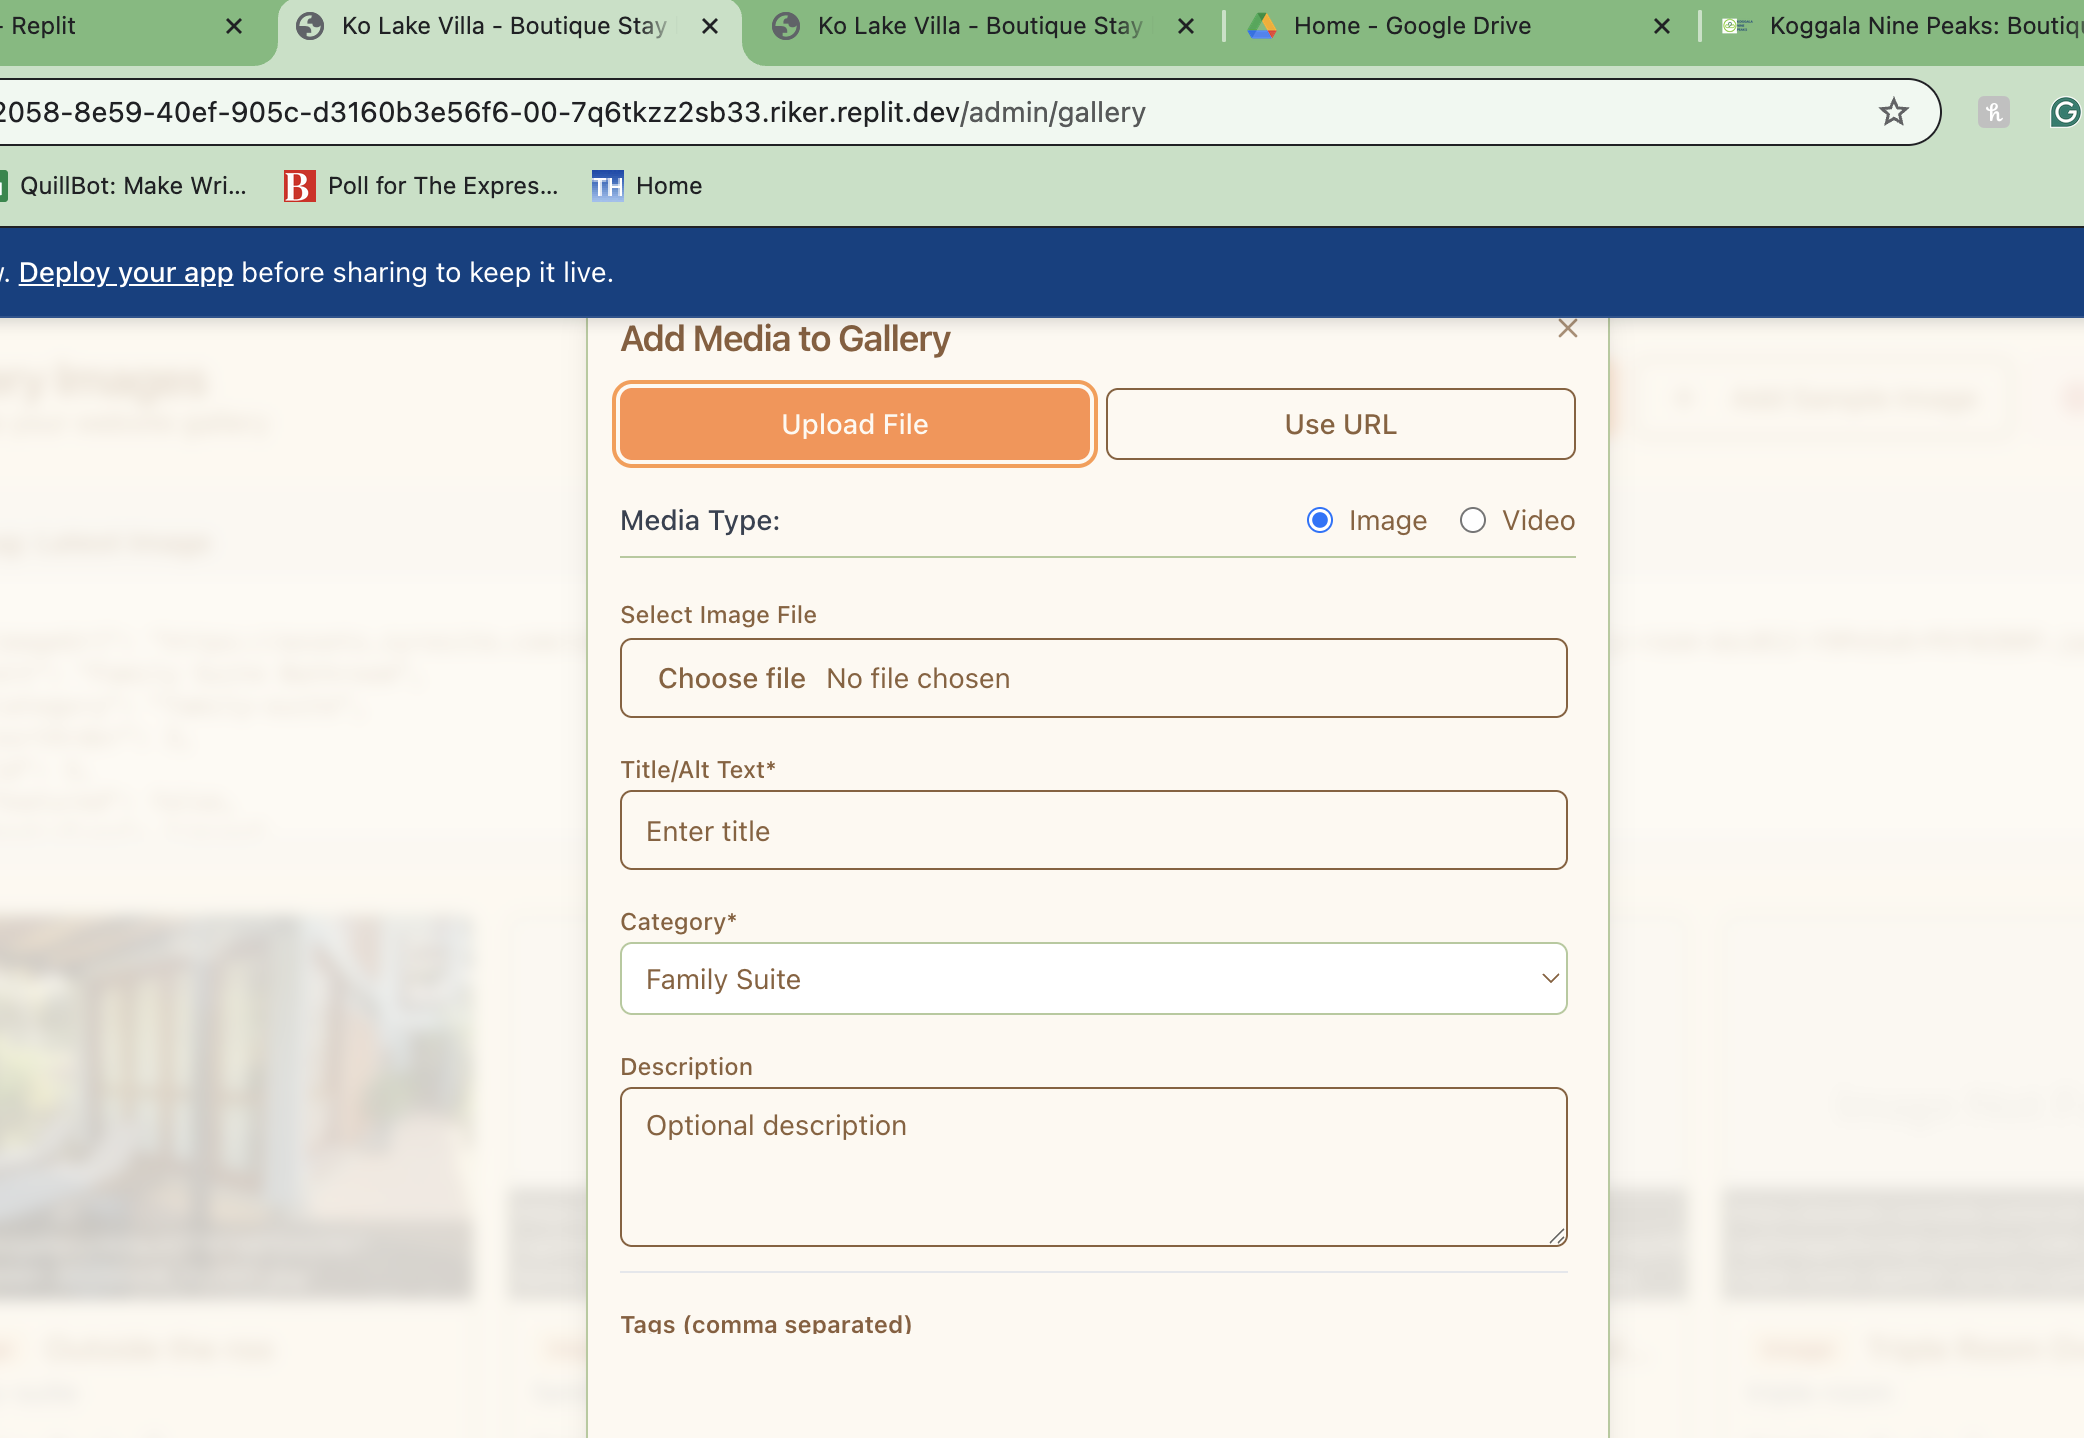 - Replit
Ko Lake Villa - Boutique Stay
Ko Lake Villa - Boutique Stay
Home - Google Drive
Koggala Nine Peaks: Boutiqu
2058-8e59-40ef-905c-d3160b3e56f6-00-7q6tkzz2sb33.riker.replit.dev/admin/gallery
QuillBot: Make Wri...
Poll for The Expres...
Home
. Deploy your app before sharing to keep it live.
Add Media to Gallery
Upload File
Use URL
Media Type:
Image
Video
Select Image File
Choose file No file chosen
Title/Alt Text*
Enter title
Category*
Family Suite
Description
Optional description
Tags (comma separated)